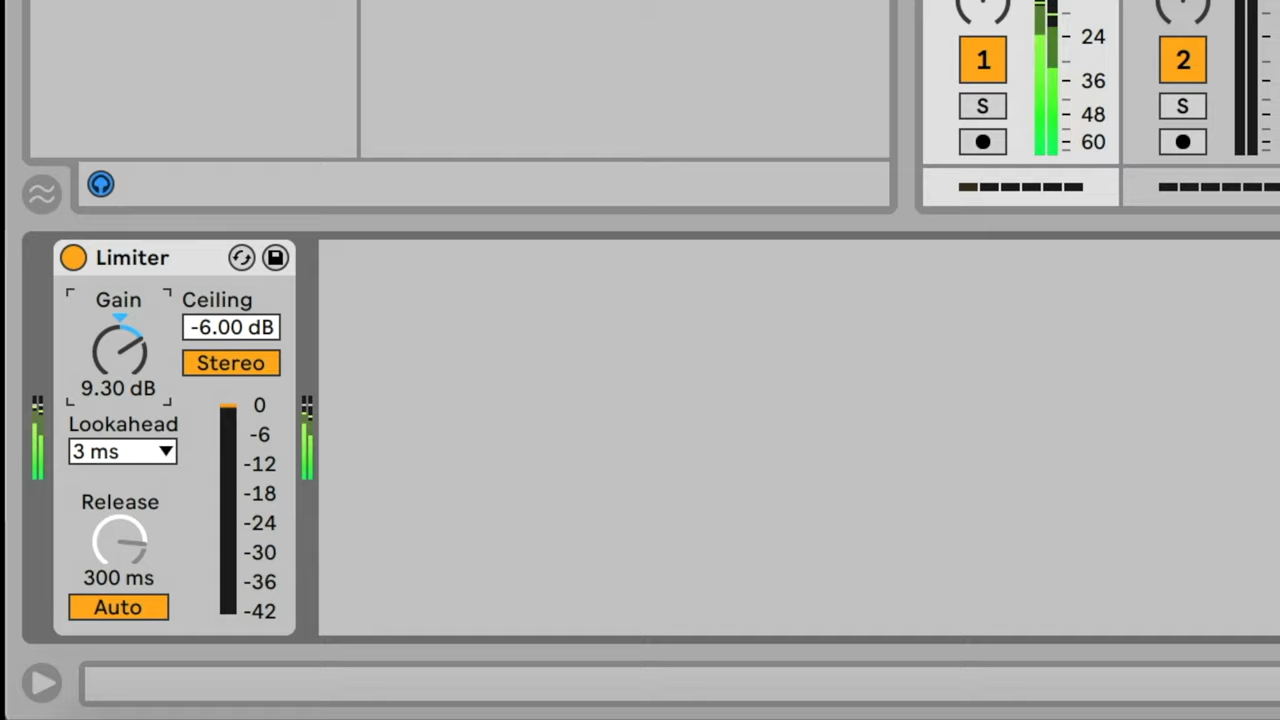 24
1
2
36
S
S
48
60
Limiter
Gain
Ceiling
-6.00 dB
Stereo
9.30 dB
0
Lookahead
-6
3 ms
-12
-18
Release
-24
-30
300 ms
-36
Auto
-42